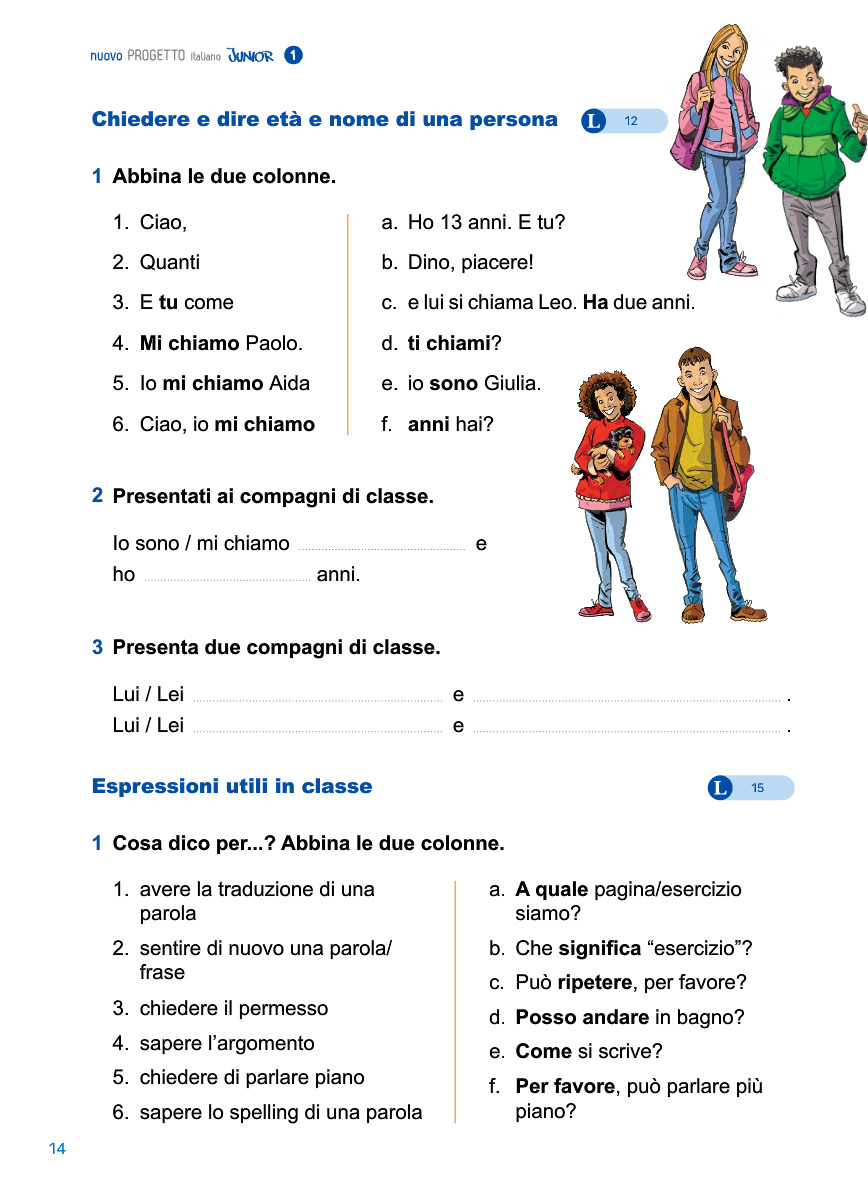 nuovo PROGETTO italiano JUNIOR 1
Chiedere e dire età e nome di una persona L 12
1 Abbina le due colonne.
1. Ciao,
2. Quanti
3. E tu come
4. Mi chiamo Paolo.
5. Io mi chiamo Aida
6. Ciao, io mi chiamo
a. Ho 13 anni. E tu?
b. Dino, piacere!
c. e lui si chiama Leo. Ha due anni.
d. ti chiami?
e. io sono Giulia.
f. anni hai?
2 Presentati ai compagni di classe.
Io sono / mi chiamo ........ e
ho ........ anni.
3 Presenta due compagni di classe.
Lui / Lei ........ e ........ .
Lui / Lei ........ e ........ .
Espressioni utili in classe L 15
1 Cosa dico per...? Abbina le due colonne.
1. avere la traduzione di una
parola
2. sentire di nuovo una parola/
frase
3. chiedere il permesso
4. sapere l’argomento
5. chiedere di parlare piano
6. sapere lo spelling di una parola
a. A quale pagina/esercizio
siamo?
b. Che significa “esercizio”?
c. Può ripetere, per favore?
d. Posso andare in bagno?
e. Come si scrive?
f. Per favore, può parlare più
piano?
14